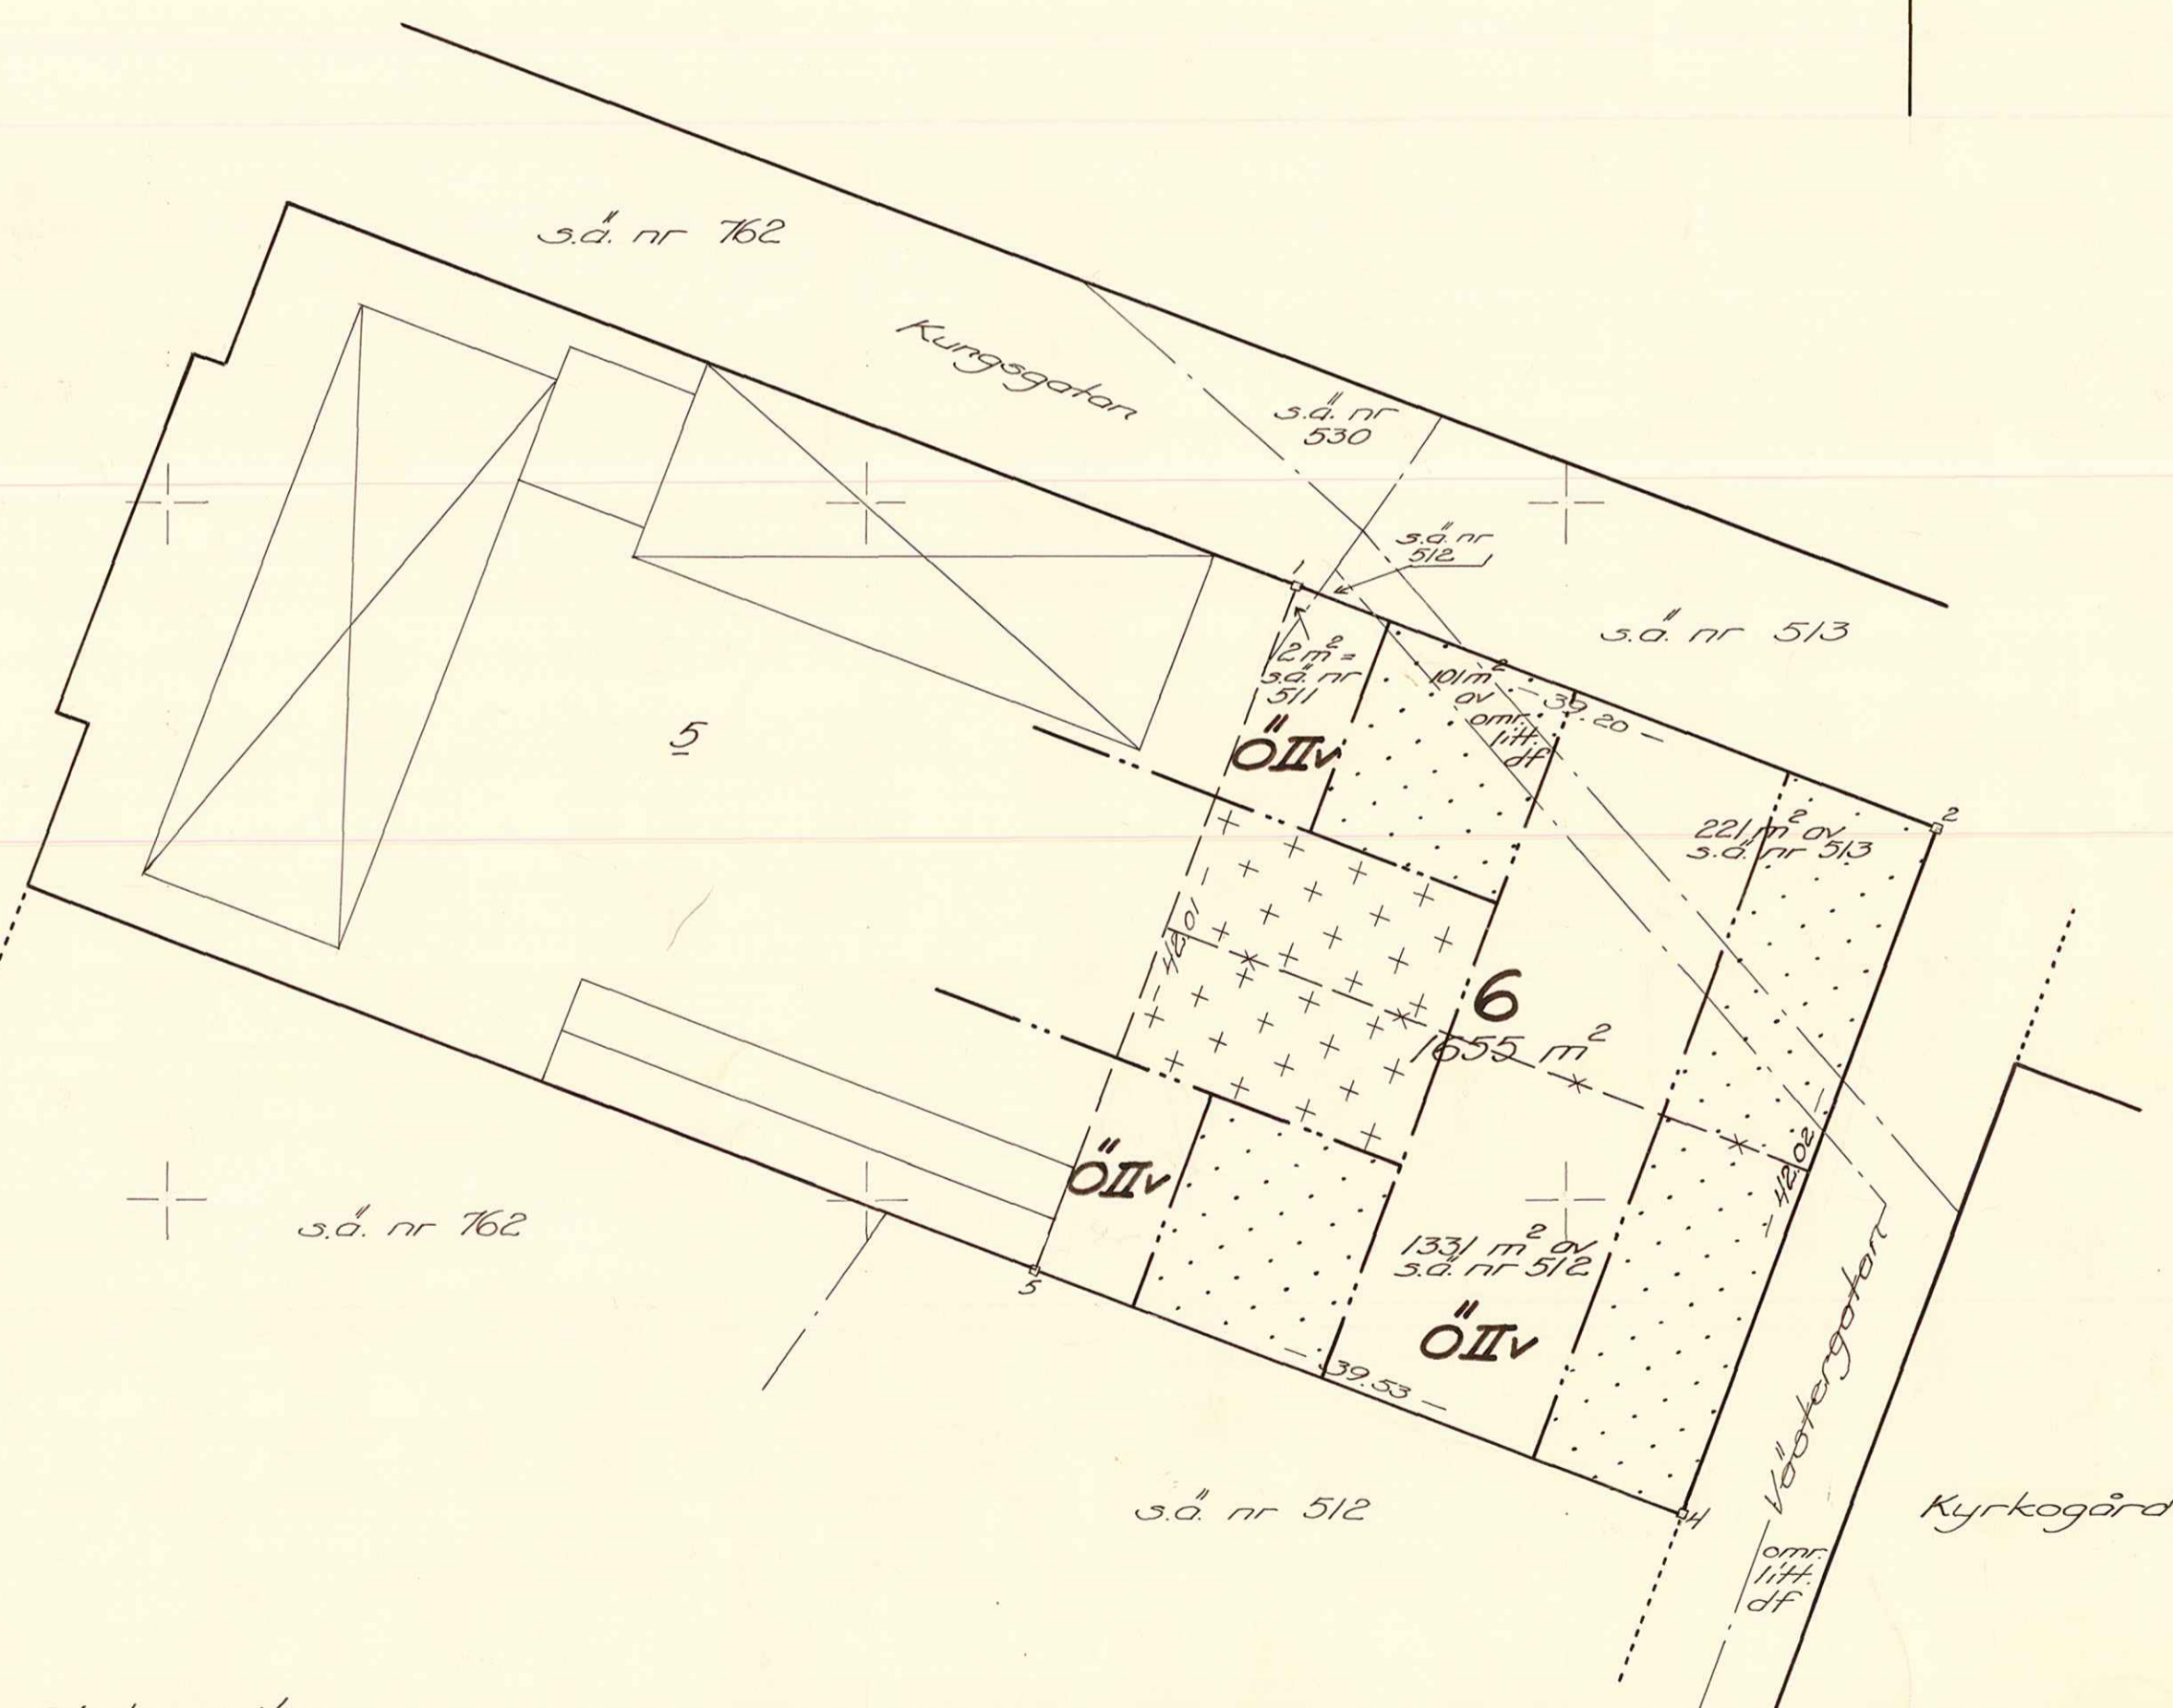 s.ä. nr 762
Kungsgatan
s.ä. nr
530
s.ä. nr
512
1
s.ä. nr 513
2 m² =
s.ä. nr
511
101 m²
av
omr.
litt.
df
— 39.20 —
ÖIIv
5
2
221 m² av
s.ä. nr 513
— 42.01 —
6
1655 m²
— 42.02 —
ÖIIv
s.ä. nr 762
1331 m² av
s.ä. nr 512
5
ÖIIv
— 39.53 —
Västergatan
s.ä. nr 512
4
Kyrkogård
omr.
litt.
df